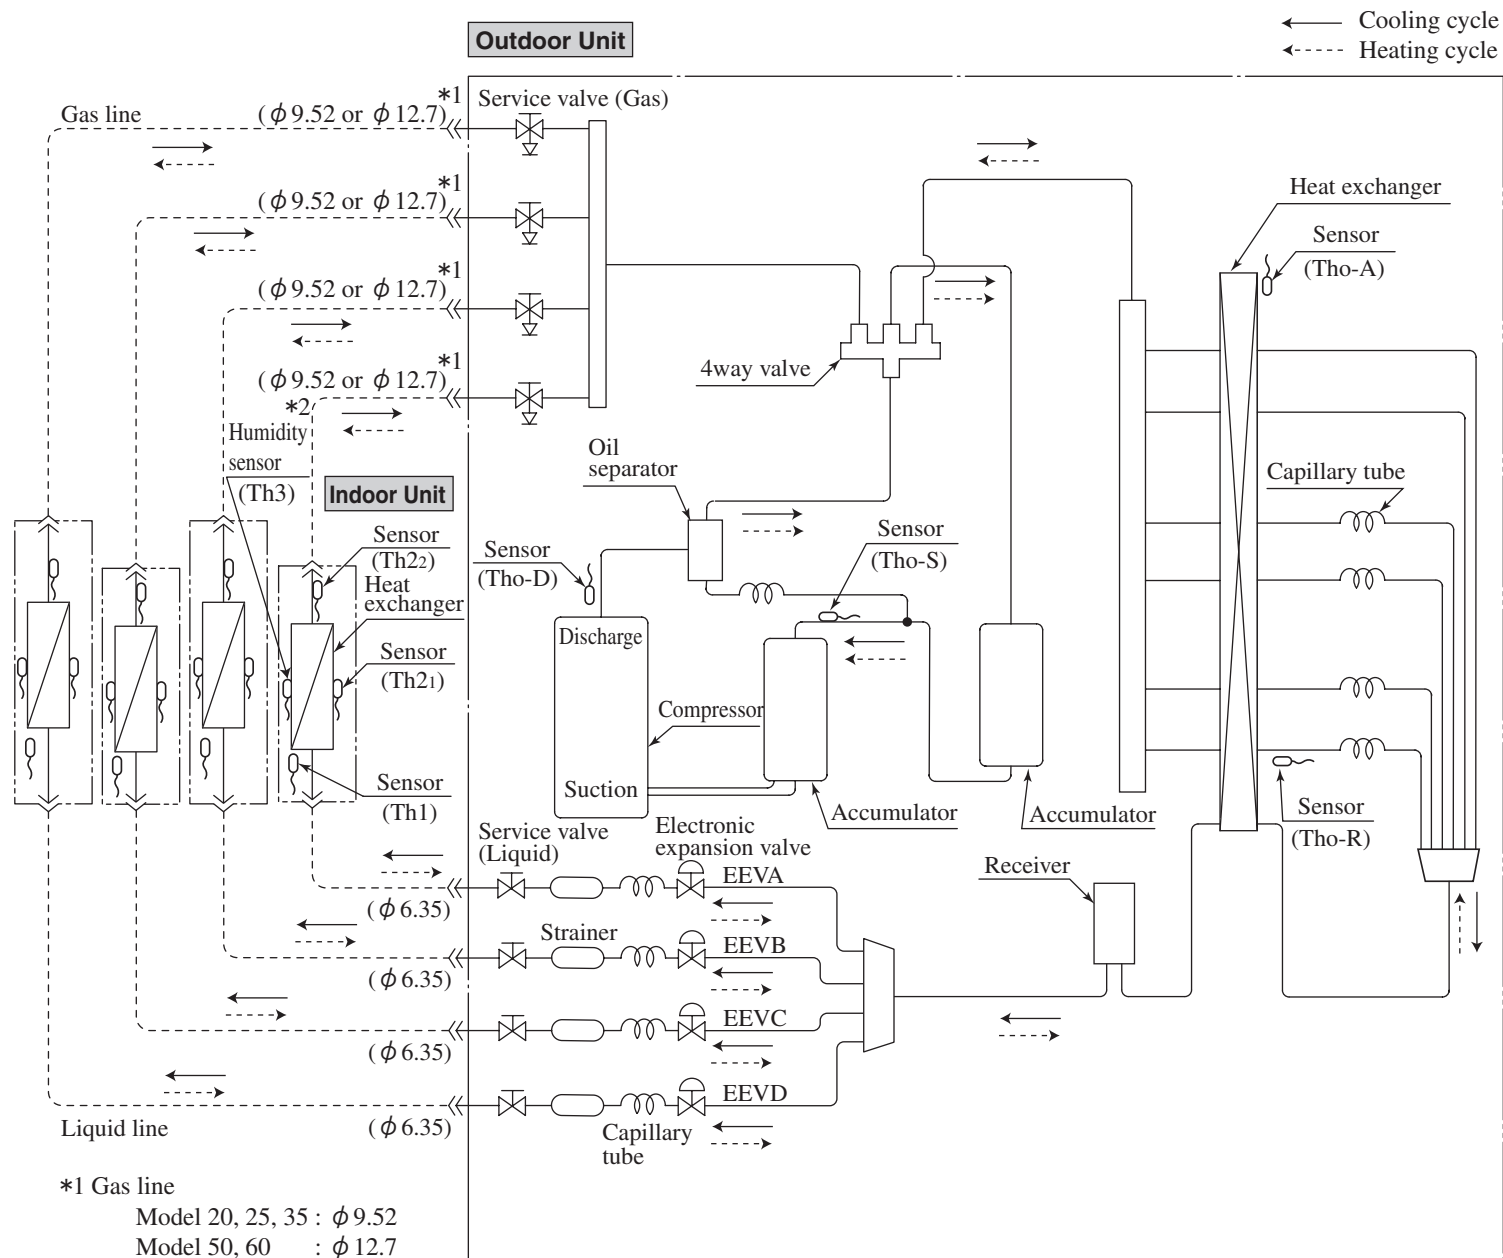 Outdoor Unit
Cooling cycle
Heating cycle
Gas line
(ϕ 9.52 or ϕ 12.7) *1
Service valve (Gas)
(ϕ 9.52 or ϕ 12.7) *1
(ϕ 9.52 or ϕ 12.7) *1
(ϕ 9.52 or ϕ 12.7) *1
Heat exchanger
Sensor
(Tho-A)
4way valve
*2
Humidity
sensor
(Th3)
Indoor Unit
Oil
separator
Capillary tube
Sensor
(Th22)
Heat
exchanger
Sensor
(Th21)
Sensor
(Th1)
Sensor
(Tho-D)
Sensor
(Tho-S)
Discharge
Compressor
Suction
Accumulator
Accumulator
Sensor
(Tho-R)
Service valve
(Liquid)
Electronic
expansion valve
Receiver
EEVA
(ϕ 6.35)
Strainer
EEVB
(ϕ 6.35)
EEVC
(ϕ 6.35)
EEVD
Liquid line
(ϕ 6.35)
Capillary
tube
*1 Gas line
Model 20, 25, 35 : ϕ 9.52
Model 50, 60 : ϕ 12.7